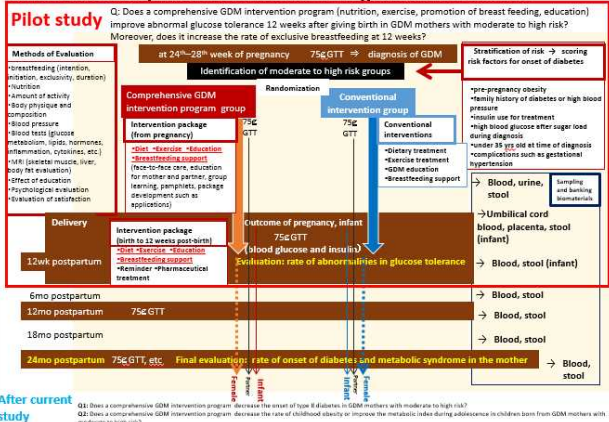 Pilot study
Q: Does a comprehensive GDM intervention program (nutrition, exercise, promotion of breast feeding, education)
improve abnormal glucose tolerance 12 weeks after giving birth in GDM mothers with moderate to high risk?
Moreover, does it increase the rate of exclusive breastfeeding at 12 weeks?
Methods of Evaluation
•breastfeeding (intention,
initiation, exclusivity, duration)
•Nutrition
•Amount of activity
•Body physique and
composition
•Blood pressure
•Blood tests (glucose
metabolism, lipids, hormones,
inflammation, cytokines, etc.)
•MRI (skeletal muscle, liver,
body fat evaluation)
•Effect of education
•Psychological evaluation
•Evaluation of satisfaction
at 24th–28th week of pregnancy 75gGTT → diagnosis of GDM
Identification of moderate to high risk groups
Randomization
Comprehensive GDM
intervention program group
Conventional
intervention group
Intervention package
(from pregnancy)
•Diet •Exercise •Education
•Breastfeeding support
(face-to-face care, education
for mother and partner, group
learning, pamphlets, package
development such as
applications)
75g
GTT
75g
GTT
Conventional
interventions
•Dietary treatment
•Exercise treatment
•GDM education
•Breastfeeding support
Stratification of risk → scoring
risk factors for onset of diabetes
•pre-pregnancy obesity
•family history of diabetes or high blood
pressure
•insulin use for treatment
•high blood glucose after sugar load
during diagnosis
•under 35 yrs old at time of diagnosis
•complications such as gestational
hypertension
→ Blood, urine,
stool
Sampling
and banking
biomaterials
→Umbilical cord
blood, placenta, stool
(infant)
→ Blood, stool (infant)
Delivery
Intervention package
(birth to 12 weeks post-birth)
•Diet •Exercise •Education
•Breastfeeding support
•Reminder •Pharmaceutical
treatment
Outcome of pregnancy, infant
75gGTT
(blood glucose and insulin)
12wk postpartum
Evaluation: rate of abnormalities in glucose tolerance
6mo postpartum
→ Blood, stool
12mo postpartum 75gGTT
→ Blood, stool
18mo postpartum
→ Blood, stool
24mo postpartum 75gGTT, etc Final evaluation: rate of onset of diabetes and metabolic syndrome in the mother
→ Blood,
stool
Female
Partner
Infant
Infant
Partner
Female
After current
study
Q1: Does a comprehensive GDM intervention program decrease the onset of type II diabetes in GDM mothers with moderate to high risk?
Q2: Does a comprehensive GDM intervention program decrease the rate of childhood obesity or improve the metabolic index during adolescence in children born from GDM mothers with